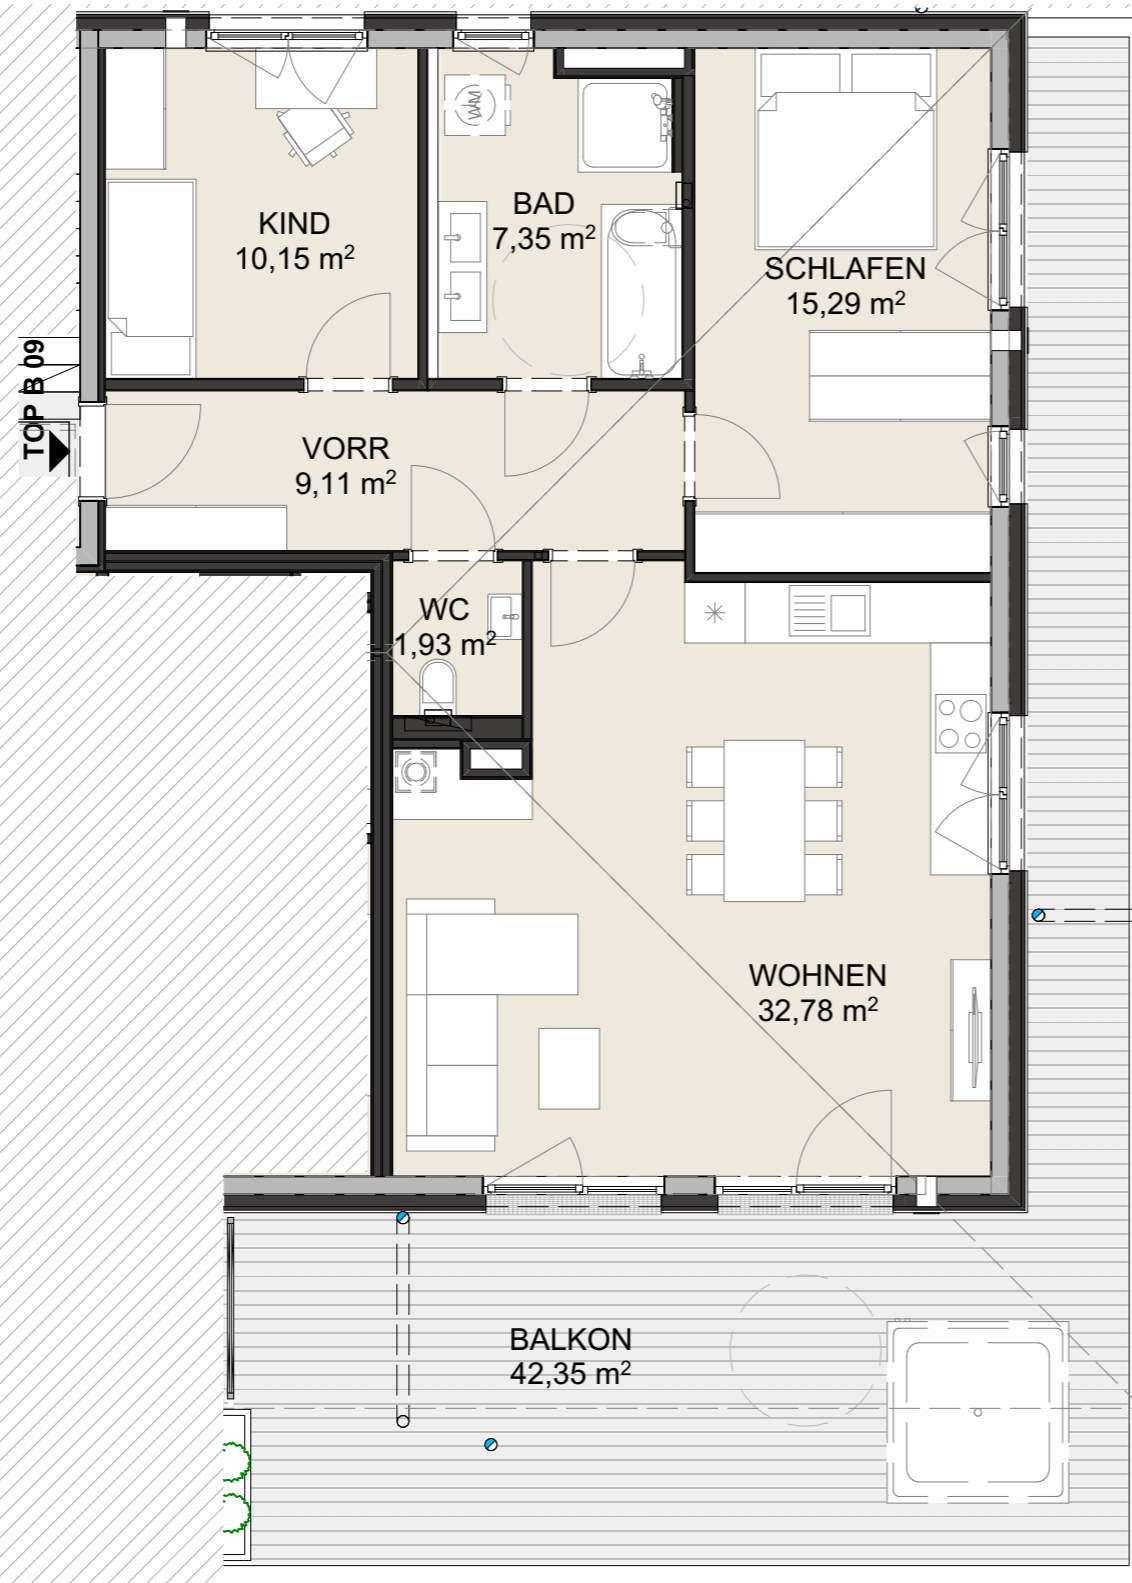 KIND
10,15 m²
BAD
7,35 m²
WM
SCHLAFEN
15,29 m²
TOP B 09
VORR
9,11 m²
WC
1,93 m²
WOHNEN
32,78 m²
BALKON
42,35 m²